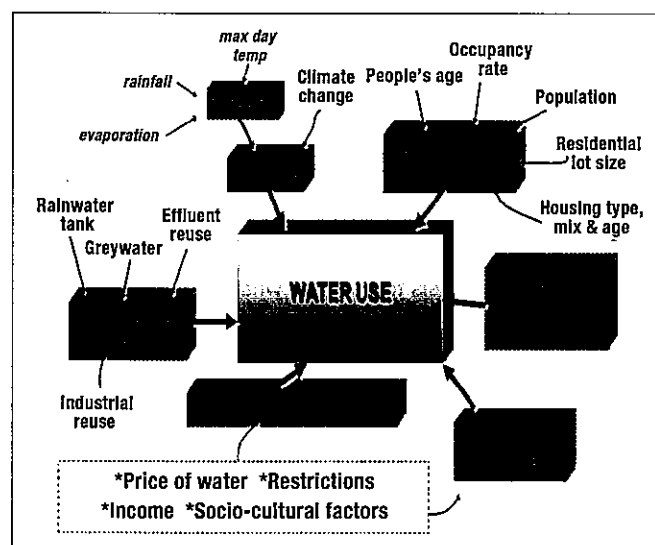 max day
temp
rainfall
evaporation
Climate
change
People's age
Occupancy
rate
Population
Residential
lot size
Housing type,
mix & age
Rainwater
tank
Greywater
Effluent
reuse
Industrial
reuse
WATER USE
*Price of water *Restrictions
*Income *Socio-cultural factors